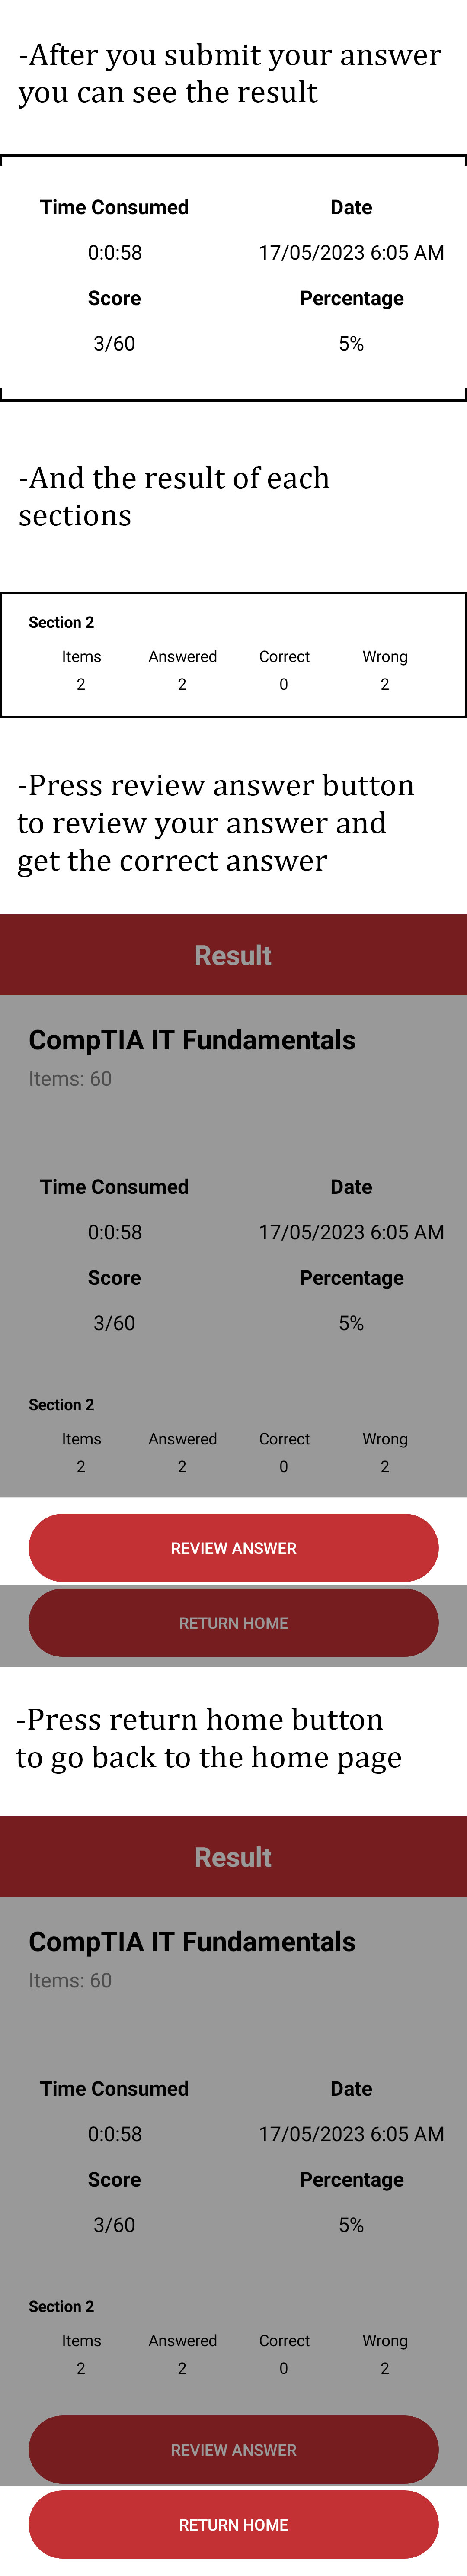 -After you submit your answer
you can see the result
Time Consumed Date
0:0:58 17/05/2023 6:05 AM
Score Percentage
3/60 5%
-And the result of each
sections
Section 2
Items Answered Correct Wrong
2 2 0 2
-Press review answer button
to review your answer and
get the correct answer
Result
CompTIA IT Fundamentals
Items: 60
Time Consumed Date
0:0:58 17/05/2023 6:05 AM
Score Percentage
3/60 5%
Section 2
Items Answered Correct Wrong
2 2 0 2
REVIEW ANSWER
RETURN HOME
-Press return home button
to go back to the home page
Result
CompTIA IT Fundamentals
Items: 60
Time Consumed Date
0:0:58 17/05/2023 6:05 AM
Score Percentage
3/60 5%
Section 2
Items Answered Correct Wrong
2 2 0 2
REVIEW ANSWER
RETURN HOME